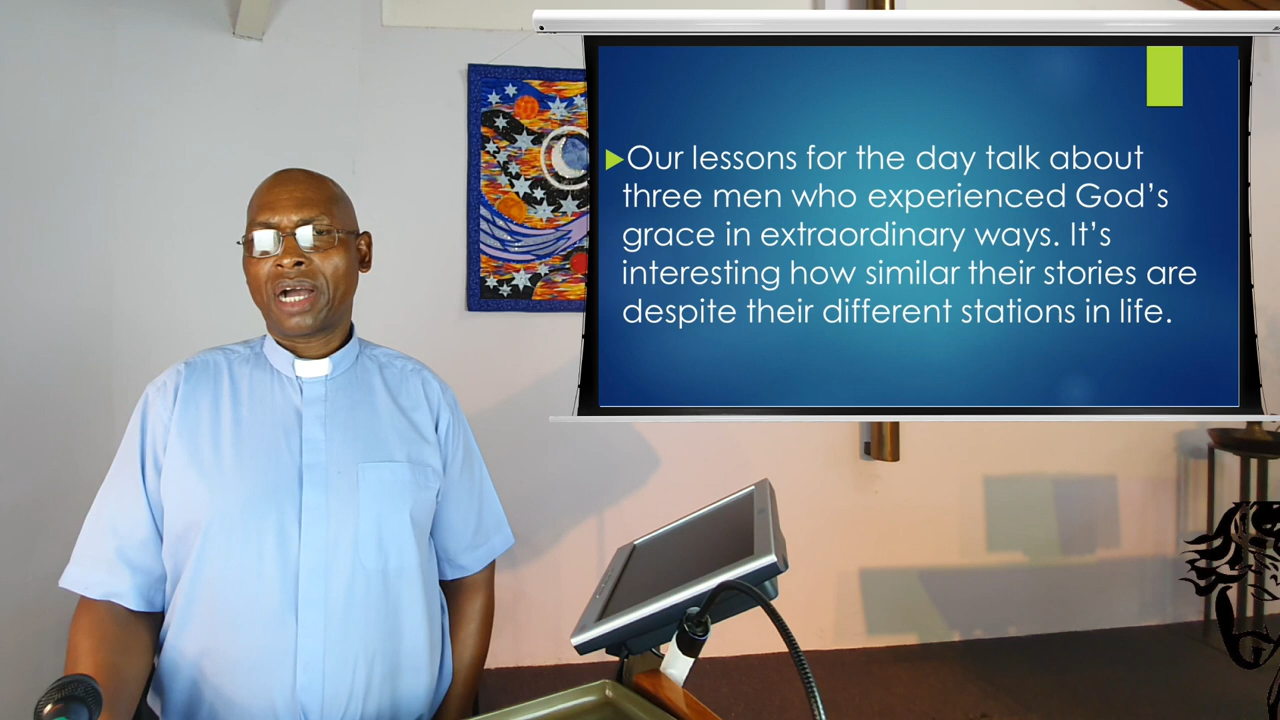 Our lessons for the day talk about
three men who experienced God's
grace in extraordinary ways. It's
interesting how similar their stories are
despite their different stations in life.